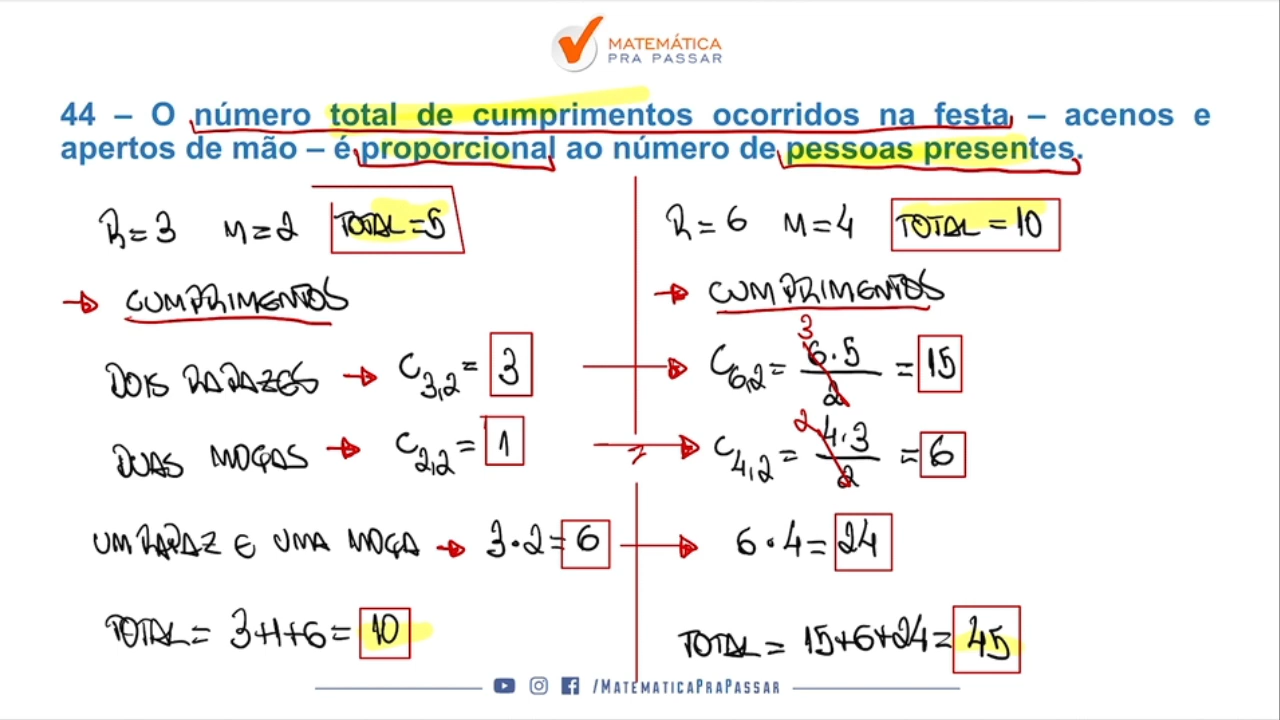 MATEMÁTICA
PRA PASSAR
44 – O número total de cumprimentos ocorridos na festa – acenos e
apertos de mão – é proporcional ao número de pessoas presentes.
R=3 M=2 TOTAL=5
CUMPRIMENTOS
DOIS RAPAZES → C3,2 = 3
DUAS MOÇAS → C2,2 = 1
UM RAPAZ E UMA MOÇA → 3·2=6
TOTAL= 3+1+6= 10
R=6 M=4 TOTAL=10
CUMPRIMENTOS
3
C6,2 = 6·5/2 = 15
2
C4,2 = 4·3/2 = 6
6·4=24
TOTAL = 15+6+24= 45
/MatematicaPraPassar